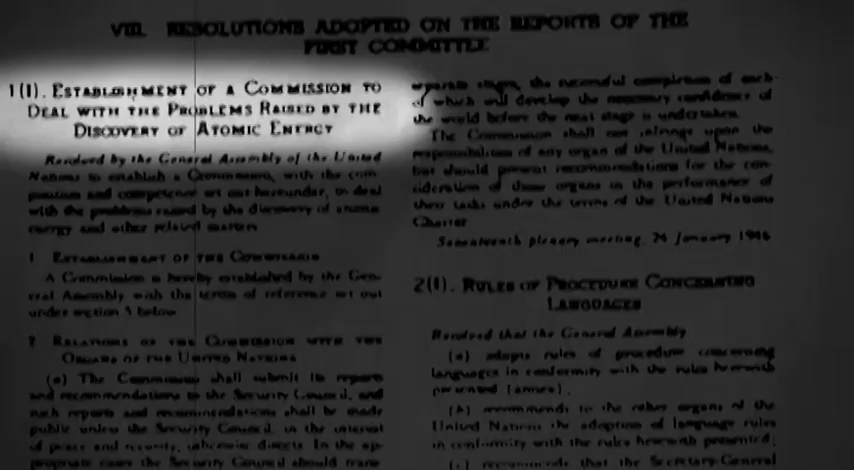 VIII. RESOLUTIONS ADOPTED ON THE REPORTS OF THE
FIRST COMMITTEE
1(I). ESTABLISHMENT OF A COMMISSION TO
DEAL WITH THE PROBLEMS RAISED BY THE
DISCOVERY OF ATOMIC ENERGY
Resolved by the General Assembly of the United
Nations to establish a Commission, with the com-
position and competence set out hereunder, to deal
with the problems raised by the discovery of atomic
energy and other related matters
1 ESTABLISHMENT OF THE COMMISSION
A Commission is hereby established by the Gen-
eral Assembly with the terms of reference set out
under section 5 below
2 RELATIONS OF THE COMMISSION WITH THE
ORGANS OF THE UNITED NATIONS
(a) The Commission shall submit its reports
and recommendations to the Security Council, and
such reports and recommendations shall be made
public unless the Security Council, in the interest
of peace and security, otherwise directs. In the ap-
propriate cases the Security Council should trans-
separate stages, the successful completion of each
of which will develop the necessary confidence of
the world before the next stage is undertaken.
The Commission shall not infringe upon the
responsibilities of any organ of the United Nations,
but should present recommendations for the con-
sideration of those organs in the performance of
their tasks under the terms of the United Nations
Charter
Seventeenth plenary meeting, 24 January 1946
2(I). RULES OF PROCEDURE CONCERNING
LANGUAGES
Resolved that the General Assembly
(a) adopts rules of procedure concerning
languages in conformity with the rules herewith
presented (annex),
(b) recommends to the other organs of the
United Nations the adoption of language rules
in conformity with the rules herewith presented;
(c) recommends that the Secretary-General